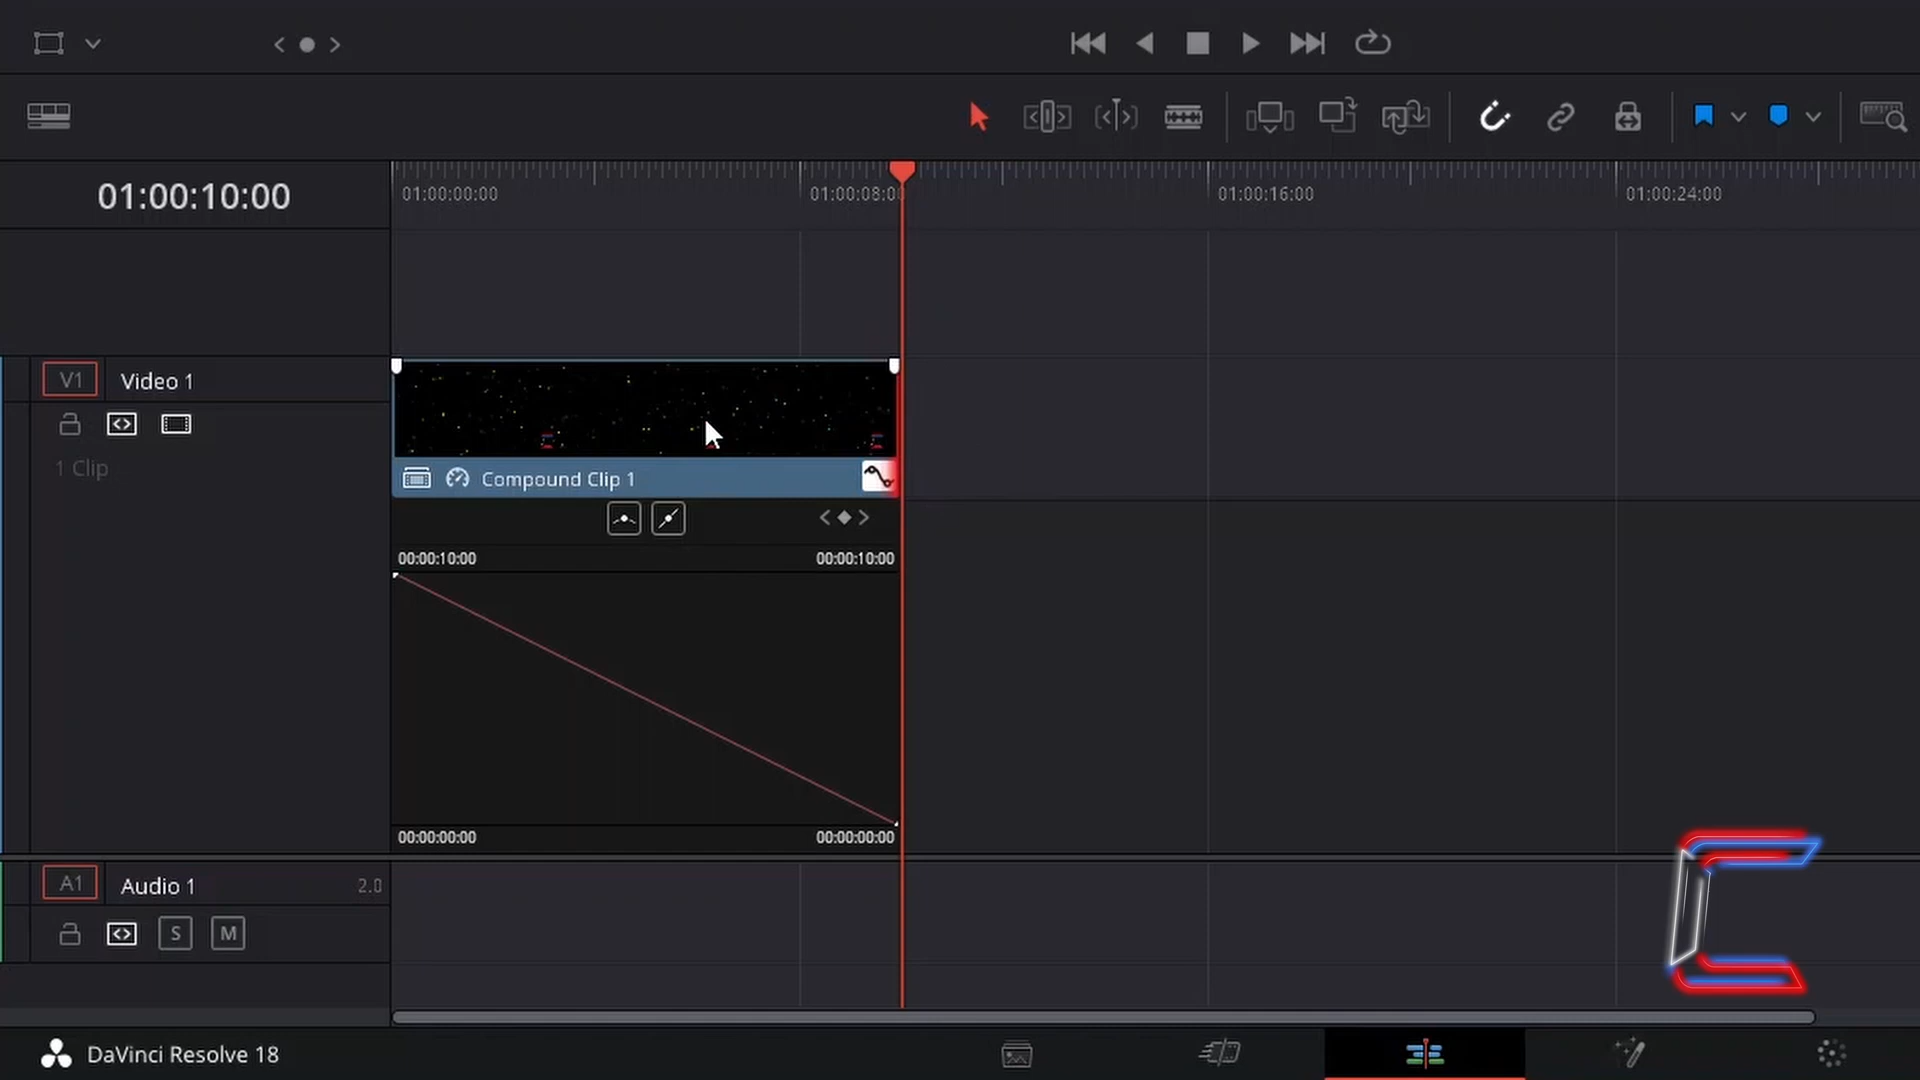 01:00:10:00
01:00:00:00
01:00:08:00
01:00:16:00
01:00:24:00
V1
Video 1
1 Clip
Compound Clip 1
00:00:10:00
00:00:10:00
00:00:00:00
00:00:00:00
A1
Audio 1
2.0
S
M
DaVinci Resolve 18